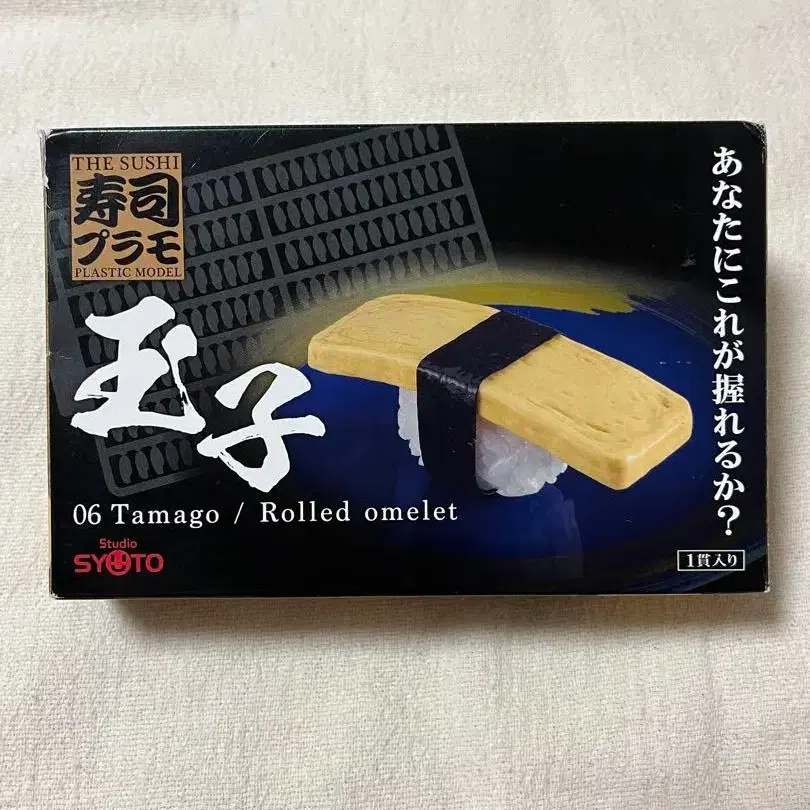 THE SUSHI
寿司
プラモ
PLASTIC MODEL
玉子
06 Tamago / Rolled omelet
Studio
SYUTO
あなたにこれが握れるか?
1貫入り